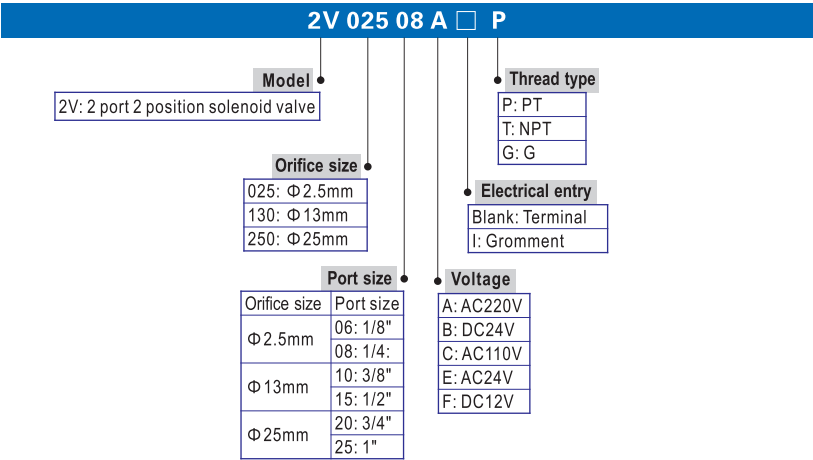 2V 025 08 A □ P
Model
2V: 2 port 2 position solenoid valve
Thread type
P: PT
T: NPT
G: G
Orifice size
025: Φ2.5mm
130: Φ13mm
250: Φ25mm
Electrical entry
Blank: Terminal
I: Gromment
Port size
Orifice size Port size
Φ2.5mm
06: 1/8"
08: 1/4:
Φ13mm
10: 3/8"
15: 1/2"
Φ25mm
20: 3/4"
25: 1"
Voltage
A: AC220V
B: DC24V
C: AC110V
E: AC24V
F: DC12V